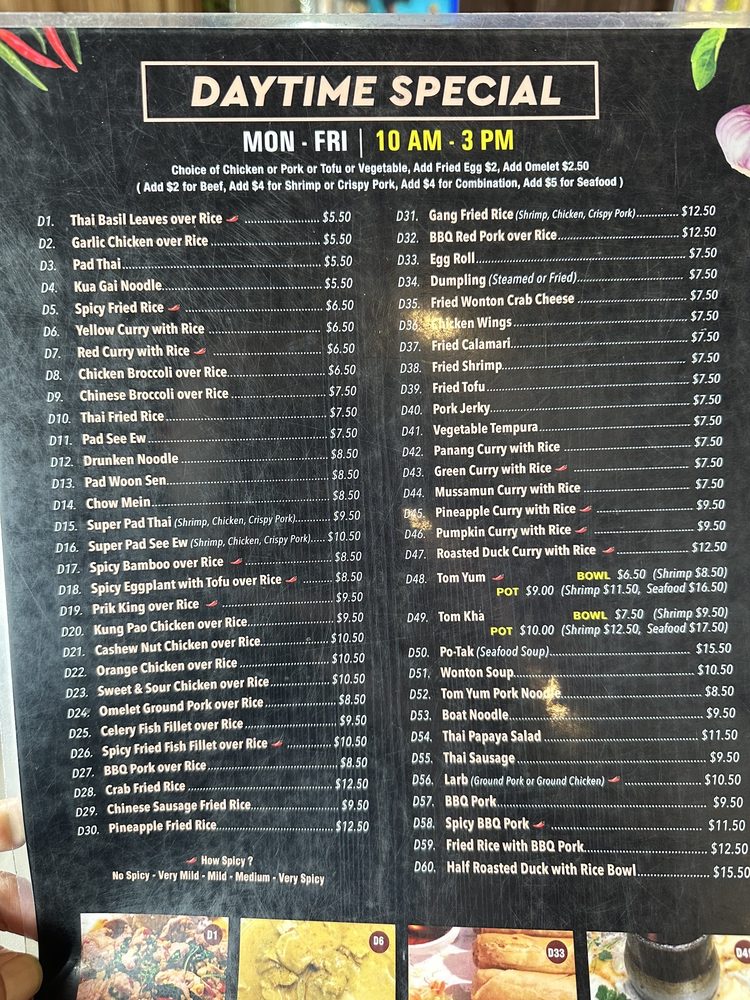 DAYTIME SPECIAL
MON - FRI | 10 AM - 3 PM
Choice of Chicken or Pork or Tofu or Vegetable, Add Fried Egg $2, Add Omelet $2.50
( Add $2 for Beef, Add $4 for Shrimp or Crispy Pork, Add $4 for Combination, Add $5 for Seafood )
D1. Thai Basil Leaves over Rice $5.50
D2. Garlic Chicken over Rice $5.50
D3. Pad Thai $5.50
D4. Kua Gai Noodle $5.50
D5. Spicy Fried Rice $6.50
D6. Yellow Curry with Rice $6.50
D7. Red Curry with Rice $6.50
D8. Chicken Broccoli over Rice $6.50
D9. Chinese Broccoli over Rice $7.50
D10. Thai Fried Rice $7.50
D11. Pad See Ew $7.50
D12. Drunken Noodle $8.50
D13. Pad Woon Sen $8.50
D14. Chow Mein $8.50
D15. Super Pad Thai (Shrimp, Chicken, Crispy Pork) $9.50
D16. Super Pad See Ew (Shrimp, Chicken, Crispy Pork) $10.50
D17. Spicy Bamboo over Rice $8.50
D18. Spicy Eggplant with Tofu over Rice $8.50
D19. Prik King over Rice $9.50
D20. Kung Pao Chicken over Rice $9.50
D21. Cashew Nut Chicken over Rice $10.50
D22. Orange Chicken over Rice $10.50
D23. Sweet & Sour Chicken over Rice $10.50
D24. Omelet Ground Pork over Rice $8.50
D25. Celery Fish Fillet over Rice $9.50
D26. Spicy Fried Fish Fillet over Rice $10.50
D27. BBQ Pork over Rice $8.50
D28. Crab Fried Rice $12.50
D29. Chinese Sausage Fried Rice $9.50
D30. Pineapple Fried Rice $12.50
How Spicy ?
No Spicy - Very Mild - Mild - Medium - Very Spicy
D31. Gang Fried Rice (Shrimp, Chicken, Crispy Pork) $12.50
D32. BBQ Red Pork over Rice $12.50
D33. Egg Roll $7.50
D34. Dumpling (Steamed or Fried) $7.50
D35. Fried Wonton Crab Cheese $7.50
D36. Chicken Wings $7.50
D37. Fried Calamari $7.50
D38. Fried Shrimp $7.50
D39. Fried Tofu $7.50
D40. Pork Jerky $7.50
D41. Vegetable Tempura $7.50
D42. Panang Curry with Rice $7.50
D43. Green Curry with Rice $7.50
D44. Mussamun Curry with Rice $7.50
D45. Pineapple Curry with Rice $9.50
D46. Pumpkin Curry with Rice $9.50
D47. Roasted Duck Curry with Rice $12.50
D48. Tom Yum BOWL $6.50 (Shrimp $8.50)
POT $9.00 (Shrimp $11.50, Seafood $16.50)
D49. Tom Kha BOWL $7.50 (Shrimp $9.50)
POT $10.00 (Shrimp $12.50, Seafood $17.50)
D50. Po-Tak (Seafood Soup) $15.50
D51. Wonton Soup $10.50
D52. Tom Yum Pork Noodle $8.50
D53. Boat Noodle $9.50
D54. Thai Papaya Salad $11.50
D55. Thai Sausage $9.50
D56. Larb (Ground Pork or Ground Chicken) $10.50
D57. BBQ Pork $9.50
D58. Spicy BBQ Pork $11.50
D59. Fried Rice with BBQ Pork $12.50
D60. Half Roasted Duck with Rice Bowl $15.50
D1
D6
D33